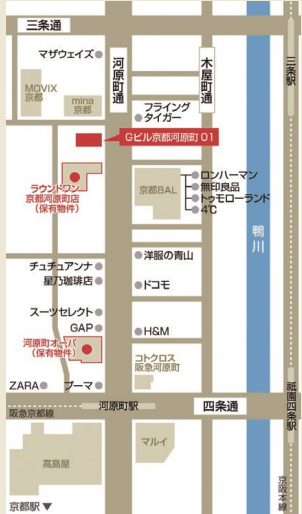 三条通
マザウェイズ
河原町通
木屋町通
三条駅
MOVIX
京都
mina
京都
フライング
タイガー
Gビル京都河原町 01
ラウンドワン
京都河原町店
(保有物件)
京都BAL
ロンハーマン
無印良品
トゥモローランド
4℃
鴨川
チュチュアンナ
星乃珈琲店
洋服の青山
ドコモ
スーツセレクト
GAP
H&M
河原町オーパ
(保有物件)
コトクロス
阪急河原町
ZARA
プーマ
祇園四条駅
河原町駅
四条通
阪急京都線
高島屋
マルイ
京阪本線
京都駅 ▼